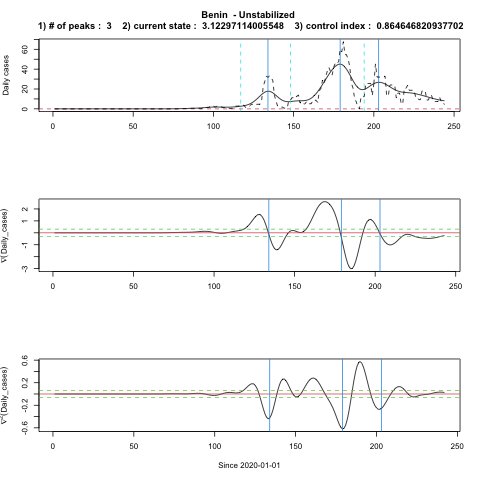 Benin - Unstabilized
1) # of peaks : 3 2) current state : 3.12297114005548 3) control index : 0.864646820937702
Daily cases
60
40
20
0
0 50 100 150 200 250
∇(Daily_cases)
2
1
-1
-3
0 50 100 150 200 250
∇²(Daily_cases)
0.6
0.2
-0.2
-0.6
0 50 100 150 200 250
Since 2020-01-01